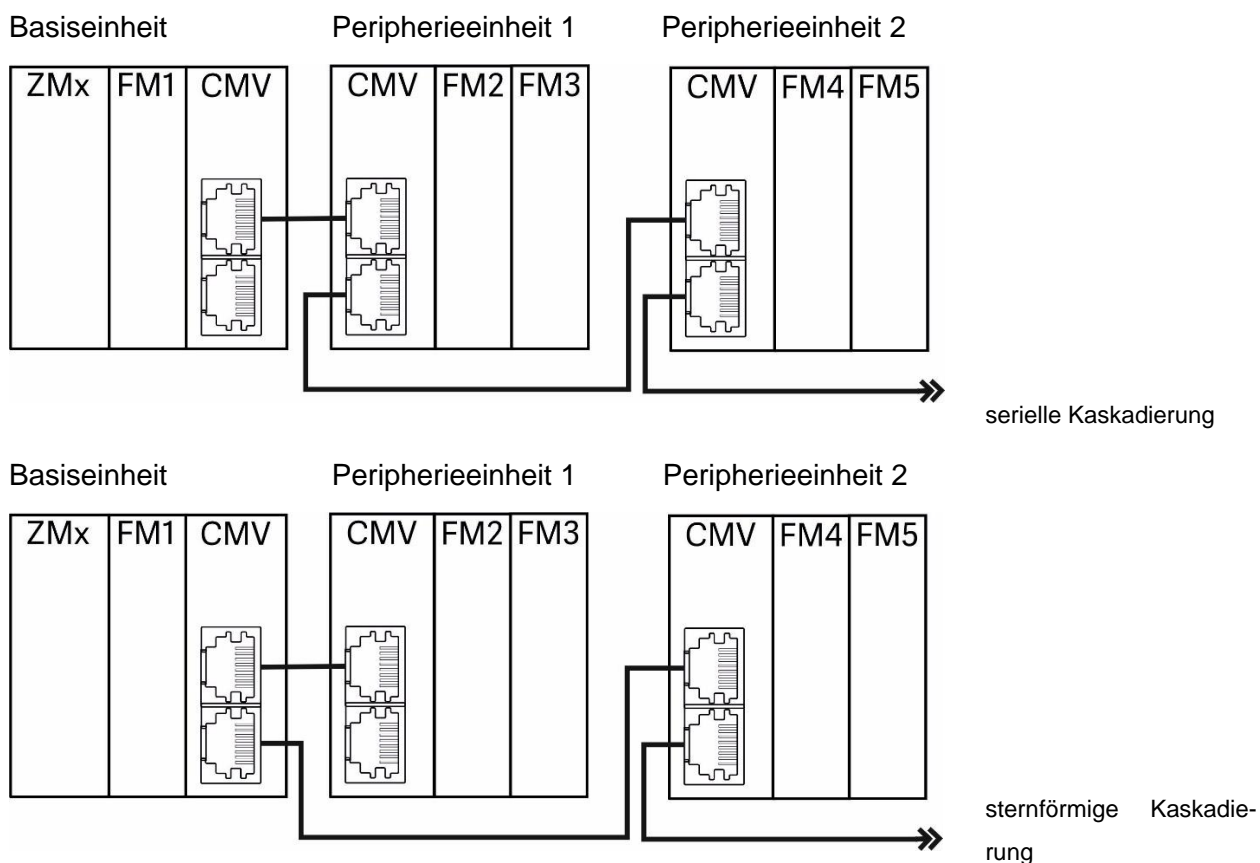 Basiseinheit Peripherieeinheit 1 Peripherieeinheit 2
ZMx FM1 CMV CMV FM2 FM3 CMV FM4 FM5
serielle Kaskadierung
Basiseinheit Peripherieeinheit 1 Peripherieeinheit 2
ZMx FM1 CMV CMV FM2 FM3 CMV FM4 FM5
sternförmige Kaskadie-
rung